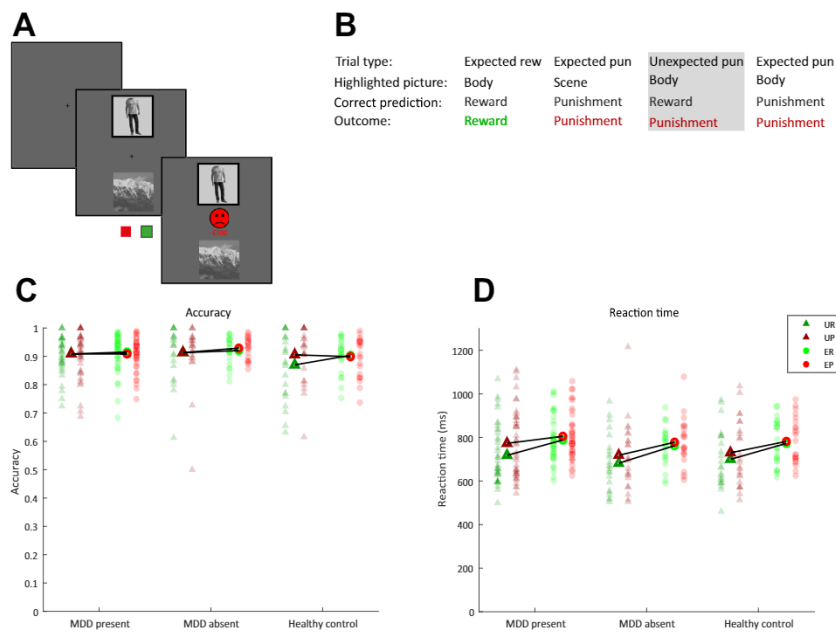 A
B
Trial type: Expected rew Expected pun Unexpected pun Expected pun
Highlighted picture: Body Scene Body Body
Correct prediction: Reward Punishment Reward Punishment
Outcome: Reward Punishment Punishment Punishment
C
Accuracy
Accuracy
1
0.9
0.8
0.7
0.6
0.5
0.4
0.3
0.2
0.1
0
MDD present MDD absent Healthy control
D
Reaction time
Reaction time (ms)
1200
1000
800
600
400
200
0
MDD present MDD absent Healthy control
UR
UP
ER
EP